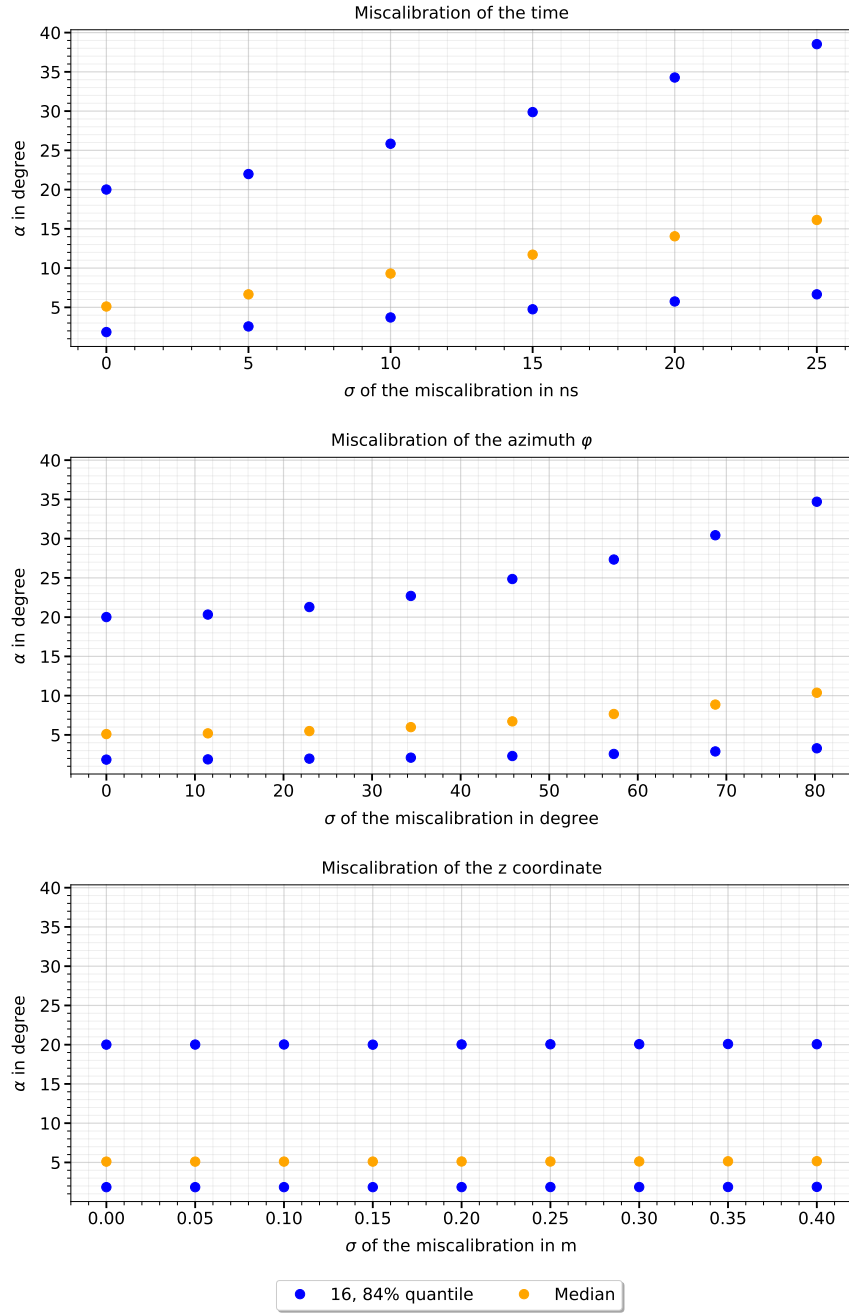 Miscalibration of the time
40
35
30
25
20
15
10
5
α in degree
0 5 10 15 20 25
σ of the miscalibration in ns
Miscalibration of the azimuth φ
40
35
30
25
20
15
10
5
α in degree
0 10 20 30 40 50 60 70 80
σ of the miscalibration in degree
Miscalibration of the z coordinate
40
35
30
25
20
15
10
5
α in degree
0.00 0.05 0.10 0.15 0.20 0.25 0.30 0.35 0.40
σ of the miscalibration in m
16, 84% quantile Median